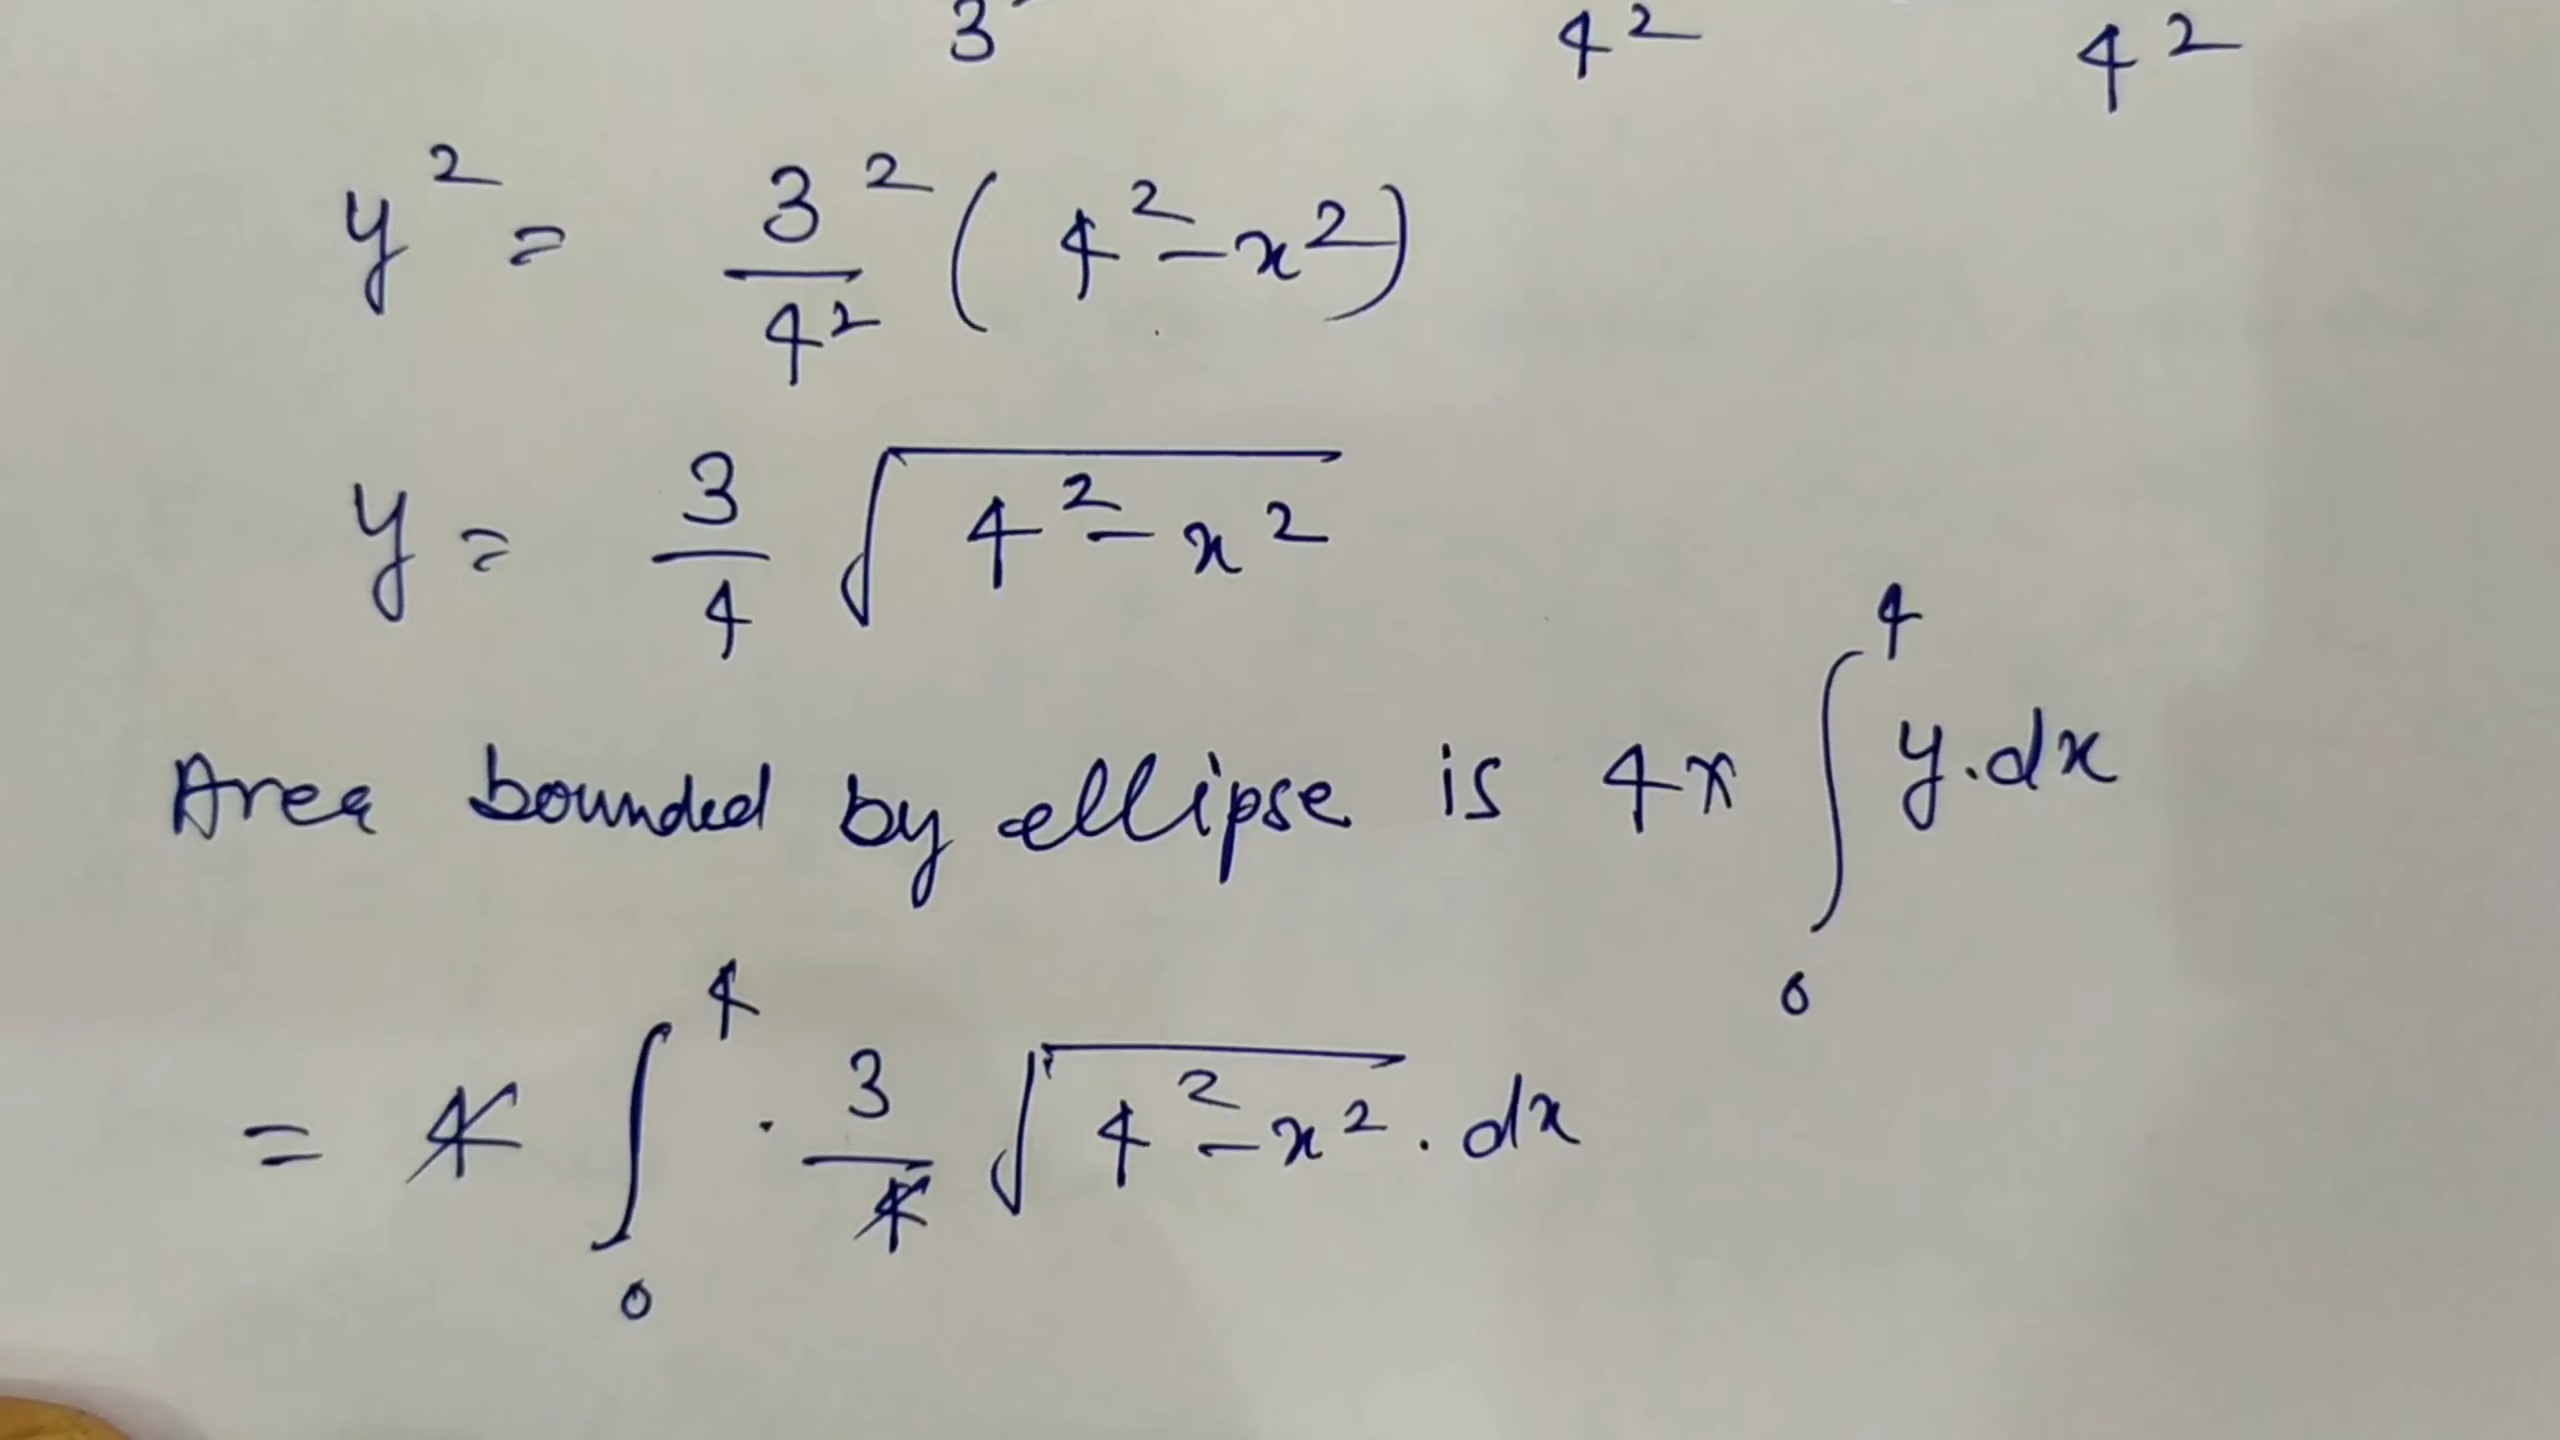 3 4² 4²
y² = 3²/4² (4² - x²)
y = 3/4 √(4² - x²)
Area bounded by ellipse is 4x ∫₀⁴ y.dx
= 4 ∫₀⁴ . 3/4 √(4² - x²) . dx